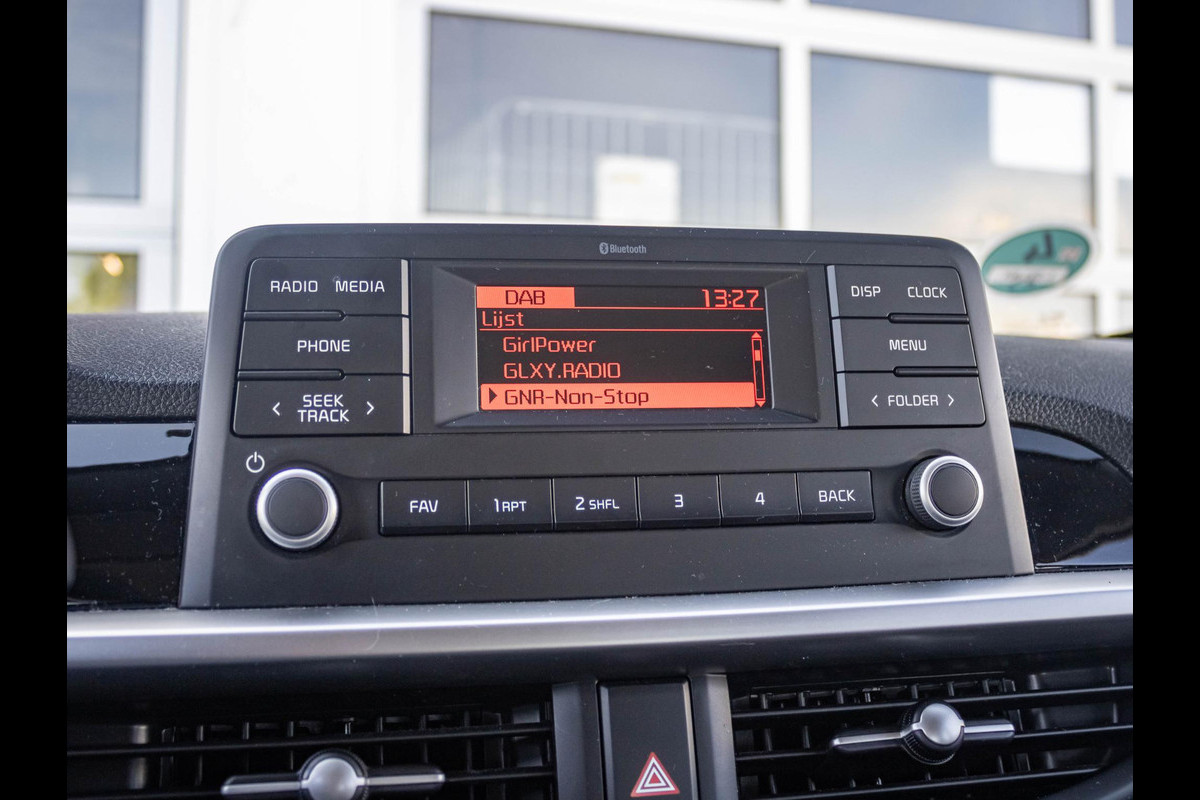 Bluetooth
RADIO MEDIA
PHONE
< SEEK TRACK >
DAB 13:27
Lijst
GirlPower
GLXY.RADIO
GNR-Non-Stop
DISP CLOCK
MENU
< FOLDER >
FAV 1 RPT 2 SHFL 3 4 BACK